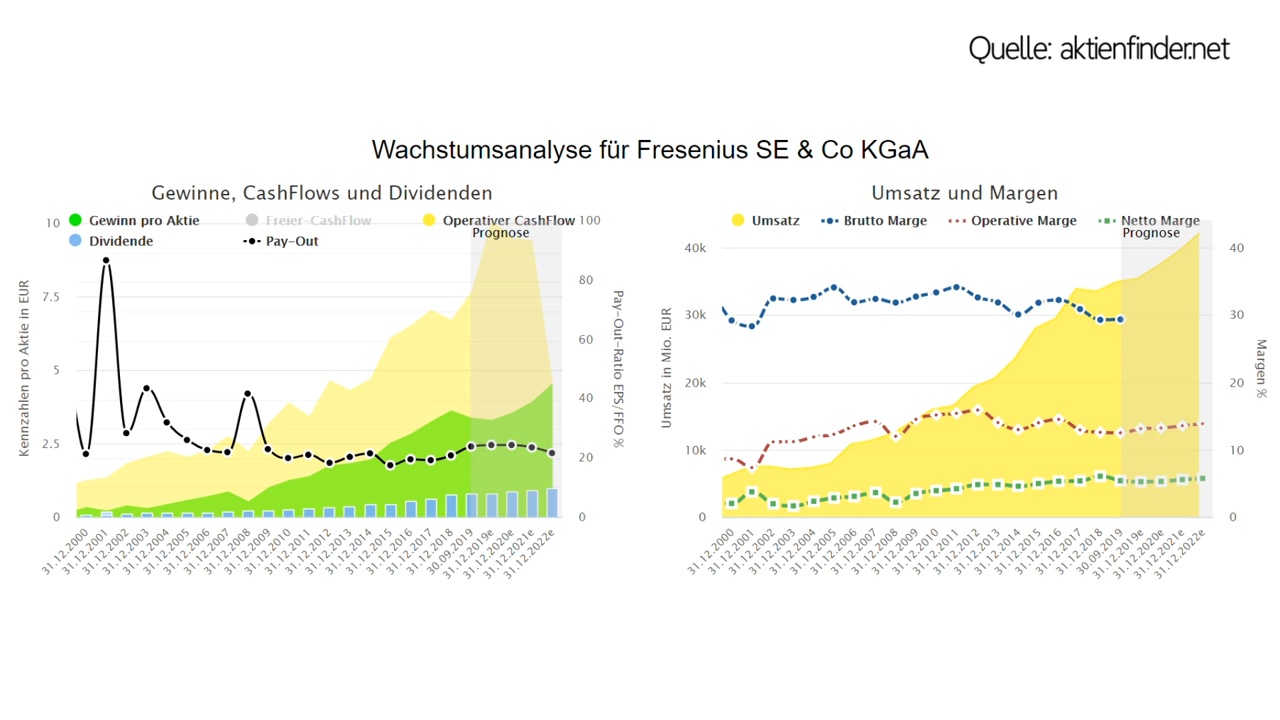 Quelle: aktienfinder.net
Wachstumsanalyse für Fresenius SE & Co KGaA
Gewinne, CashFlows und Dividenden
Gewinn pro Aktie
Freier-CashFlow
Operativer CashFlow
Dividende
Pay-Out
Prognose
Kennzahlen pro Aktie in EUR
10
7.5
5
2.5
0
Pay-Out-Ratio EPS/FFO %
100
80
60
40
20
0
31.12.2000
31.12.2001
31.12.2002
31.12.2003
31.12.2004
31.12.2005
31.12.2006
31.12.2007
31.12.2008
31.12.2009
31.12.2010
31.12.2011
31.12.2012
31.12.2013
31.12.2014
31.12.2015
31.12.2016
31.12.2017
31.12.2018
30.09.2019
31.12.2019e
31.12.2020e
31.12.2021e
31.12.2022e
Umsatz und Margen
Umsatz
Brutto Marge
Operative Marge
Netto Marge
Prognose
Umsatz in Mio. EUR
40k
30k
20k
10k
0
Margen %
40
30
20
10
0
31.12.2000
31.12.2001
31.12.2002
31.12.2003
31.12.2004
31.12.2005
31.12.2006
31.12.2007
31.12.2008
31.12.2009
31.12.2010
31.12.2011
31.12.2012
31.12.2013
31.12.2014
31.12.2015
31.12.2016
31.12.2017
31.12.2018
30.09.2019
31.12.2019e
31.12.2020e
31.12.2021e
31.12.2022e